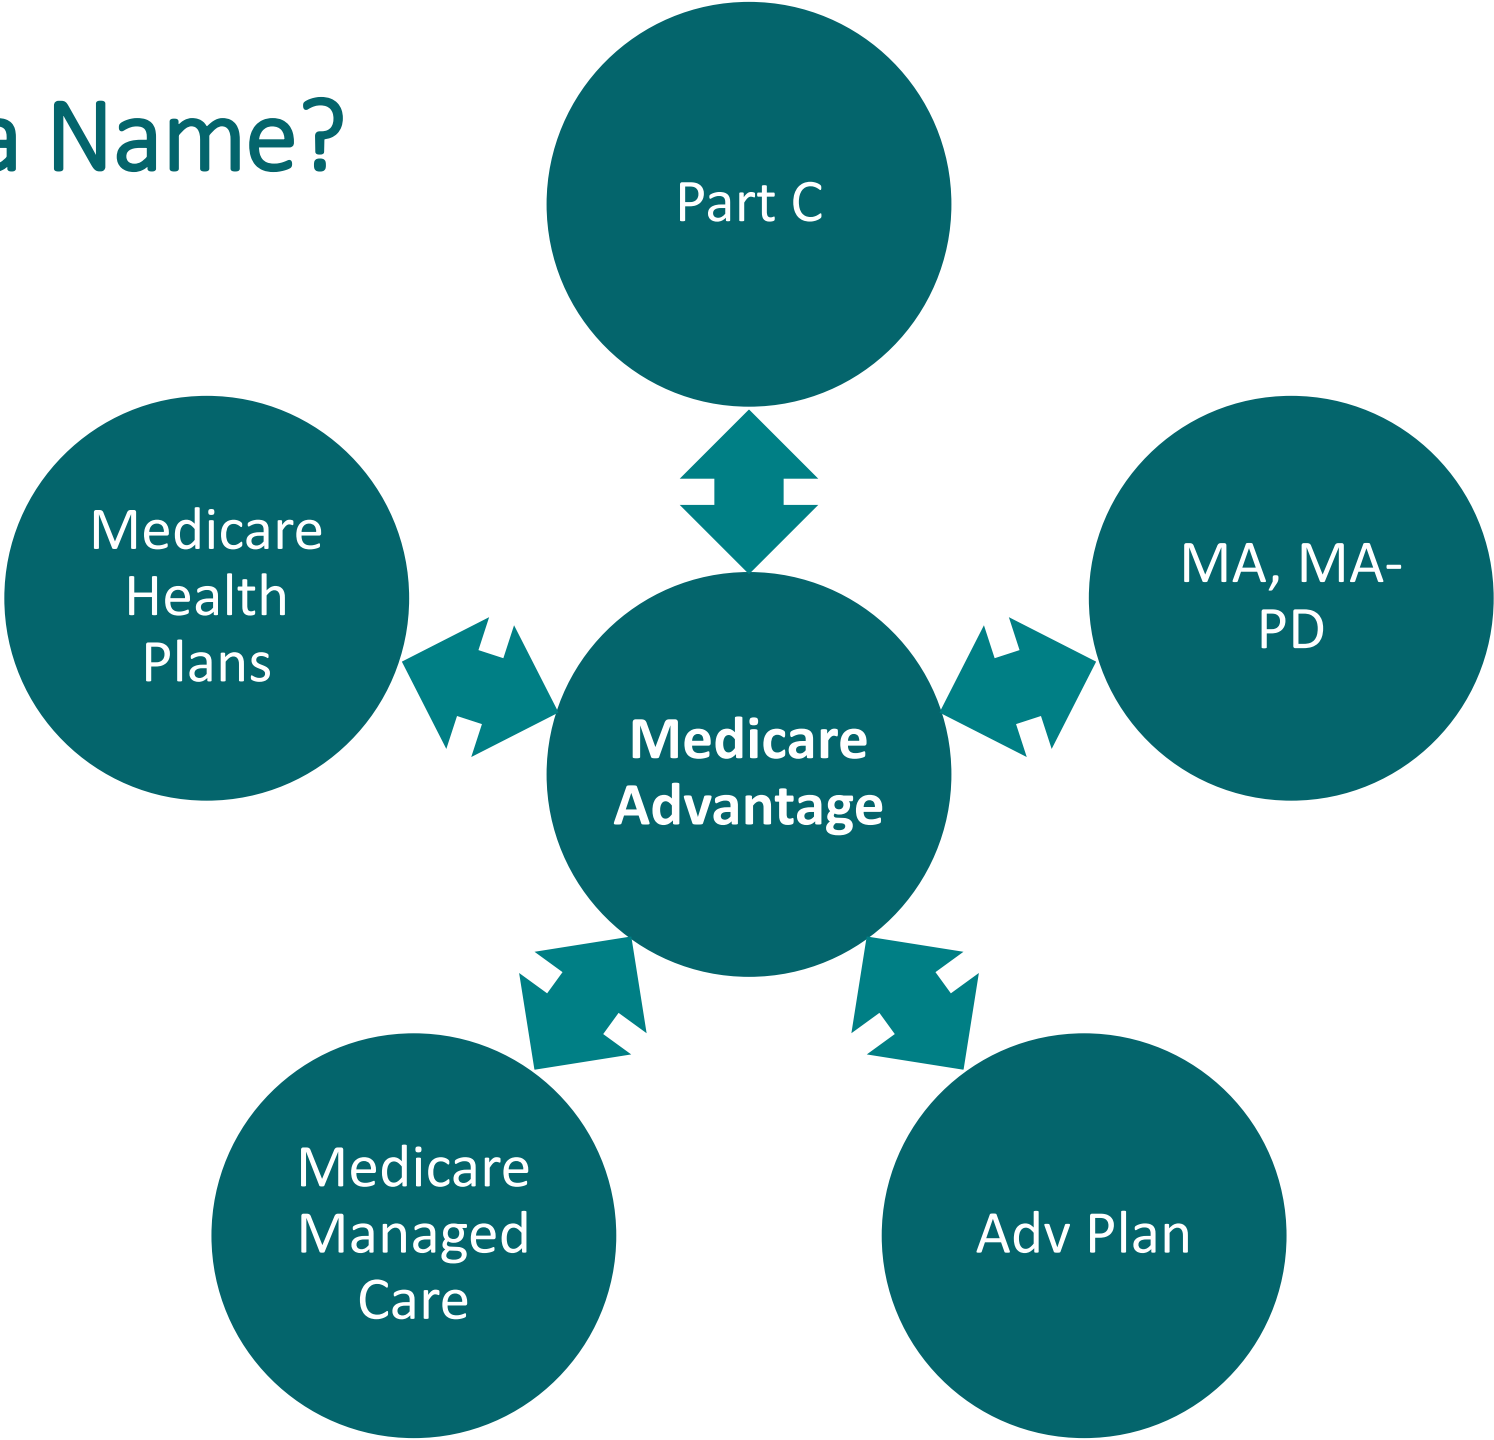 a Name?
Part C
Medicare
Health
Plans
MA, MA-
PD
Medicare
Advantage
Medicare
Managed
Care
Adv Plan